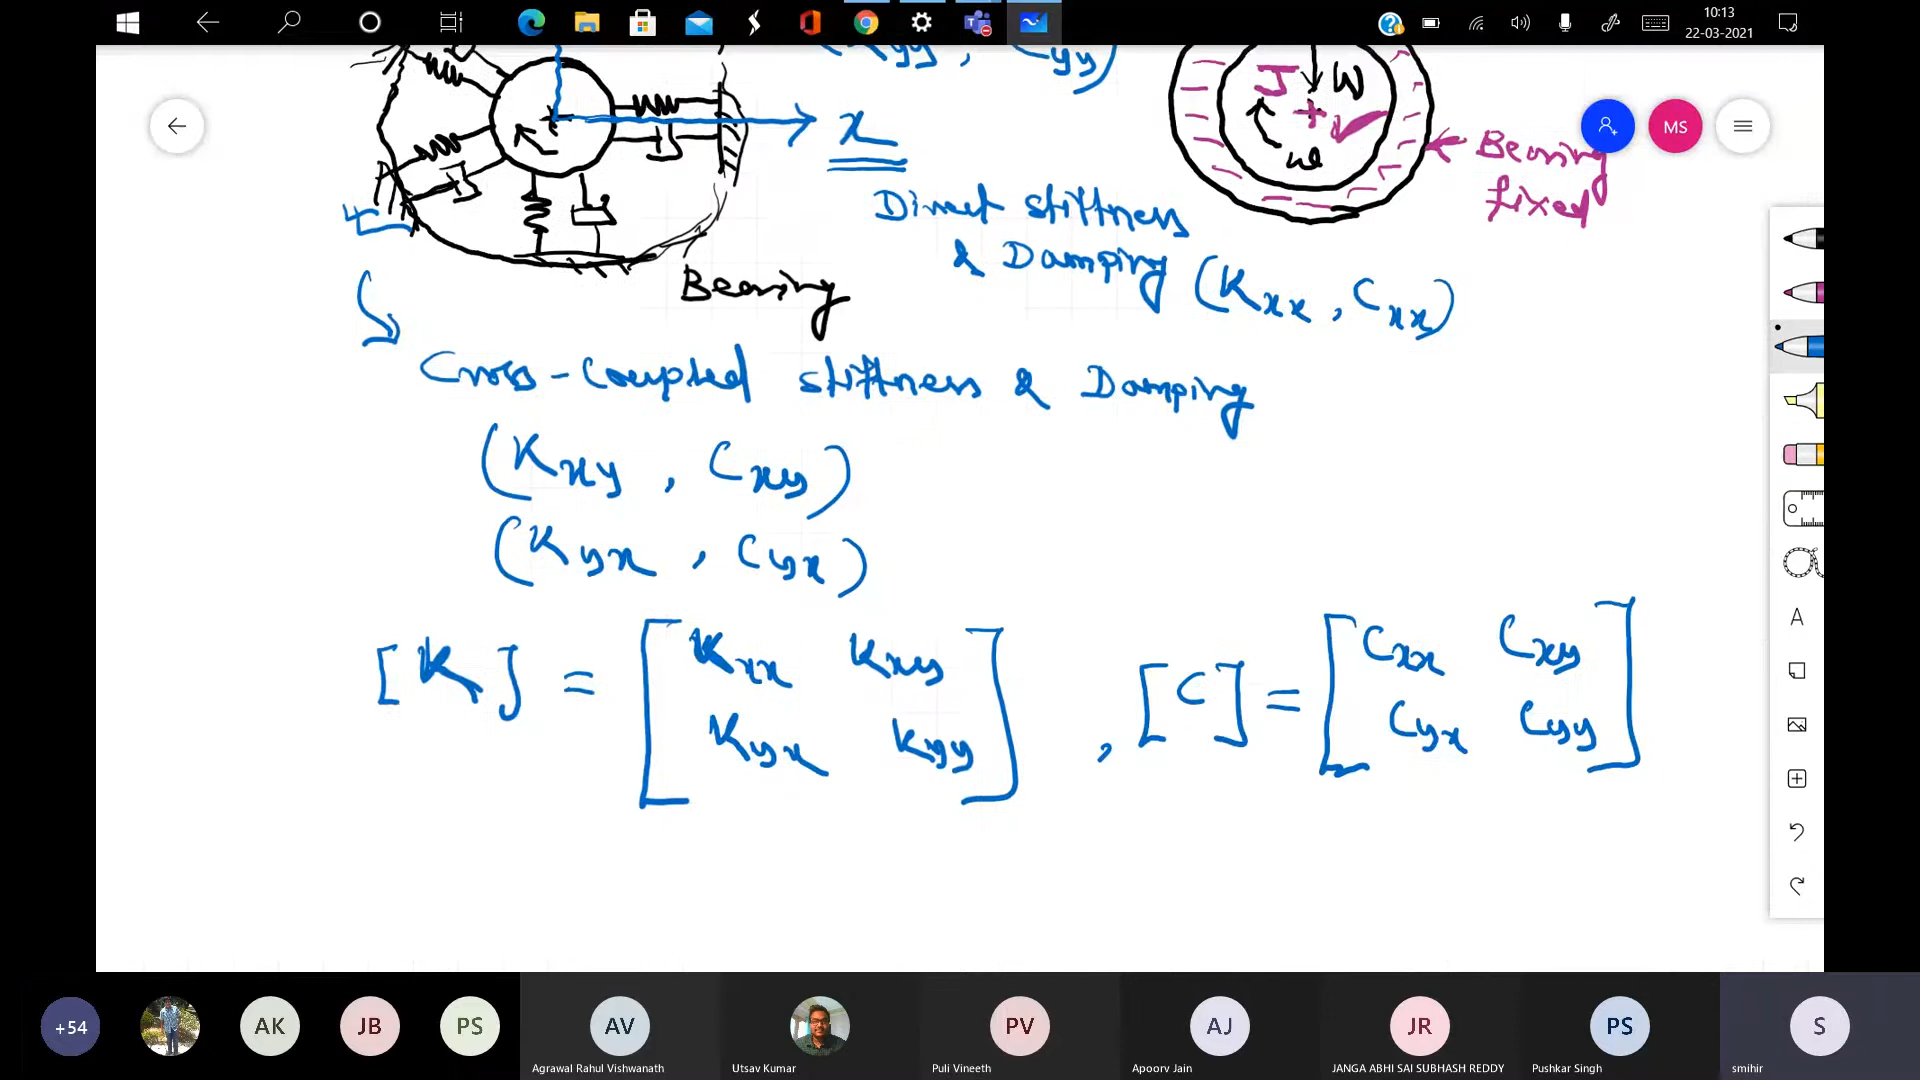 10:13
22-03-2021
(Kyy, Cyy)
x
J W
ω
Bearing
fixed
MS
Direct stiffness
& Damping (Kxx, Cxx)
Bearing
Cross-Coupled stiffness & Damping
(Kxy, Cxy)
(Kyx, Cyx)
[K] = [Kxx Kxy
Kyx Kyy]
, [C] = [Cxx Cxy
Cyx Cyy]
A
+54
AK
JB
PS
AV
PV
AJ
JR
PS
S
Agrawal Rahul Vishwanath
Utsav Kumar
Puli Vineeth
Apoorv Jain
JANGA ABHI SAI SUBHASH REDDY
Pushkar Singh
smihir